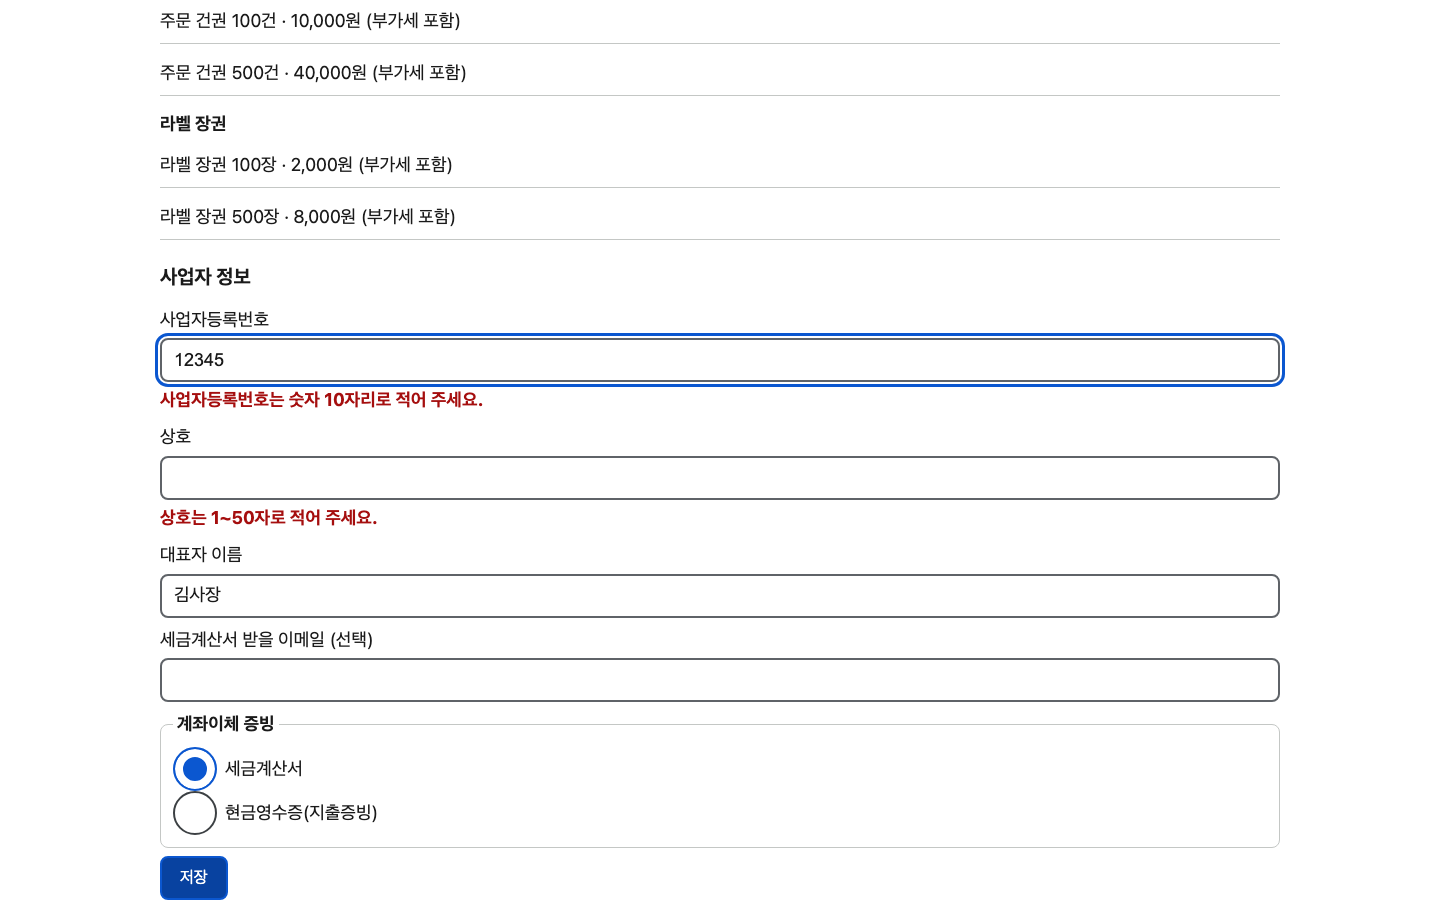 주문 건권 100건 · 10,000원 (부가세 포함)
주문 건권 500건 · 40,000원 (부가세 포함)
라벨 장권
라벨 장권 100장 · 2,000원 (부가세 포함)
라벨 장권 500장 · 8,000원 (부가세 포함)
사업자 정보
사업자등록번호
12345
사업자등록번호는 숫자 10자리로 적어 주세요.
상호
상호는 1~50자로 적어 주세요.
대표자 이름
김사장
세금계산서 받을 이메일 (선택)
계좌이체 증빙
세금계산서
현금영수증(지출증빙)
저장